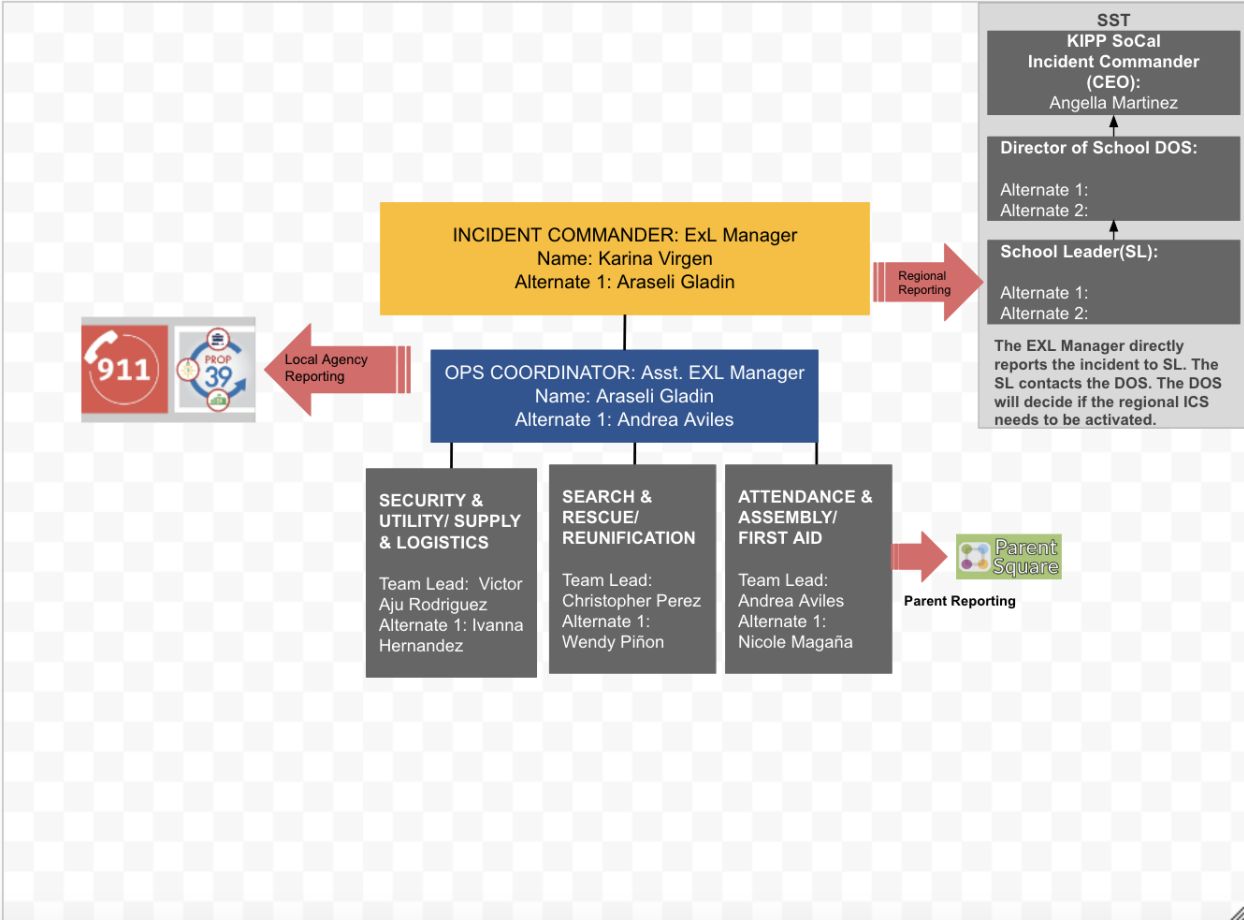 SST
KIPP SoCal
Incident Commander
(CEO):
Angella Martinez
Director of School DOS:
Alternate 1:
Alternate 2:
School Leader(SL):
Alternate 1:
Alternate 2:
The EXL Manager directly
reports the incident to SL. The
SL contacts the DOS. The DOS
will decide if the regional ICS
needs to be activated.
INCIDENT COMMANDER: ExL Manager
Name: Karina Virgen
Alternate 1: Araseli Gladin
Regional
Reporting
911
PROP
39
Local Agency
Reporting
OPS COORDINATOR: Asst. EXL Manager
Name: Araseli Gladin
Alternate 1: Andrea Aviles
SECURITY &
UTILITY/ SUPPLY
& LOGISTICS
Team Lead:  Victor
Aju Rodriguez
Alternate 1: Ivanna
Hernandez
SEARCH &
RESCUE/
REUNIFICATION
Team Lead:
Christopher Perez
Alternate 1:
Wendy Piñon
ATTENDANCE &
ASSEMBLY/
FIRST AID
Team Lead:
Andrea Aviles
Alternate 1:
Nicole Magaña
Parent
Square
Parent Reporting